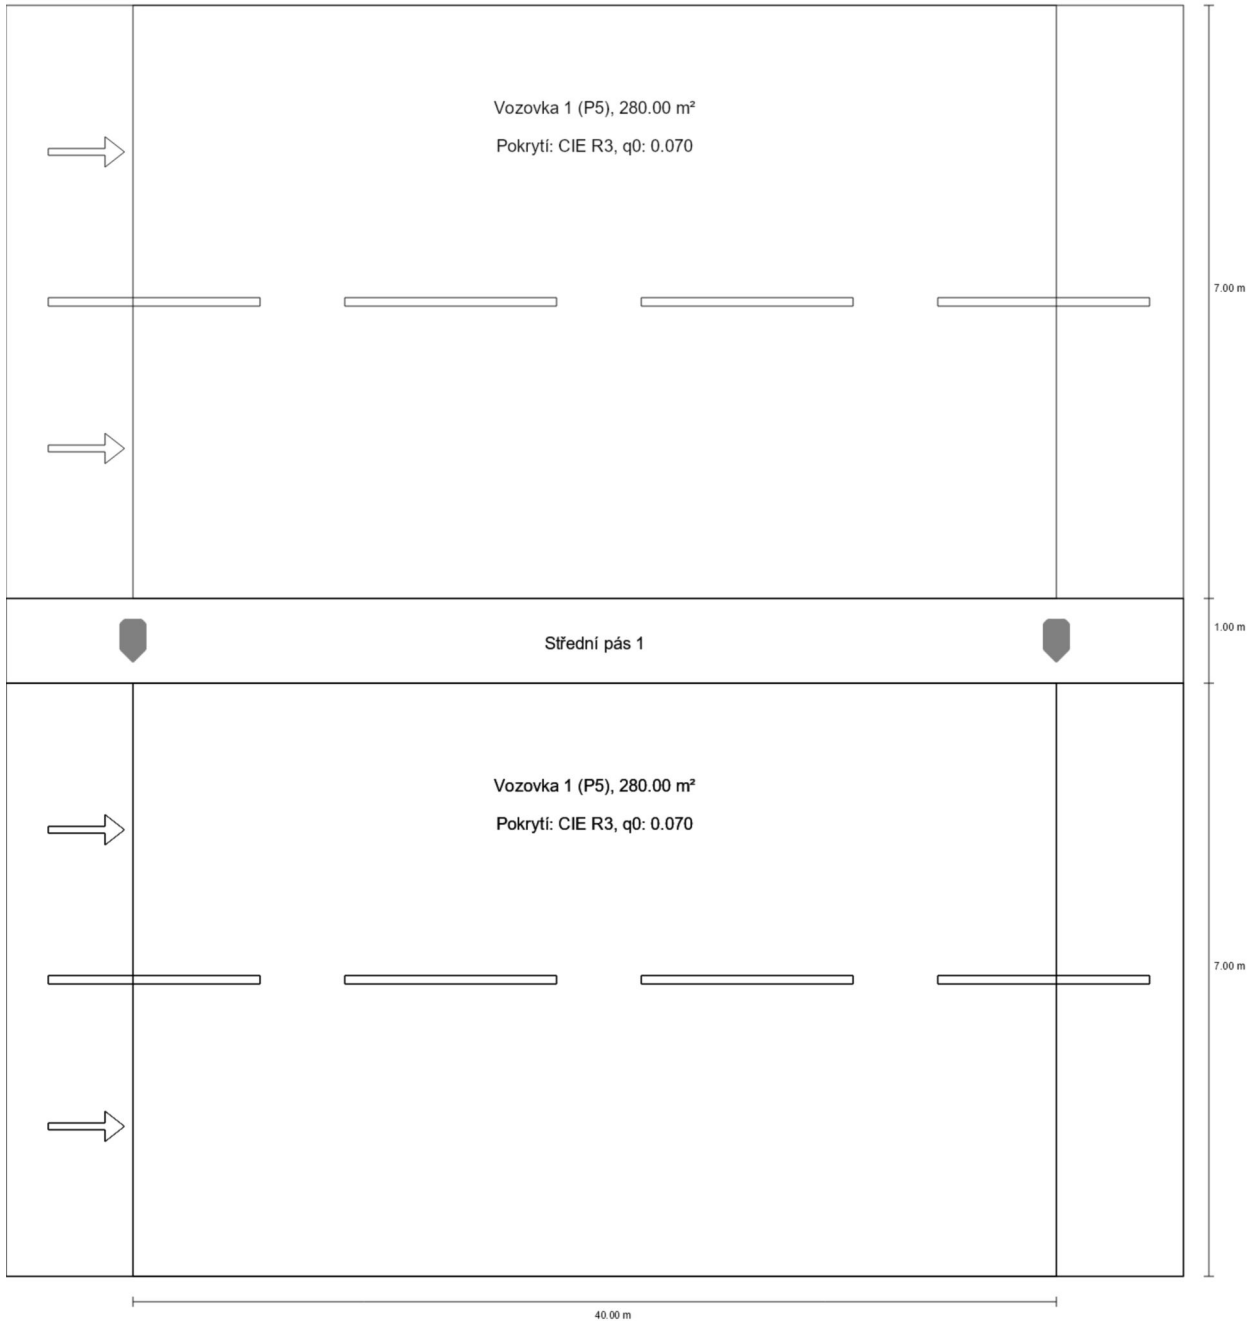 Vozovka 1 (P5), 280.00 m²
Pokrytí: CIE R3, q0: 0.070
7.00 m
Střední pás 1
1.00 m
Vozovka 1 (P5), 280.00 m²
Pokrytí: CIE R3, q0: 0.070
7.00 m
40.00 m